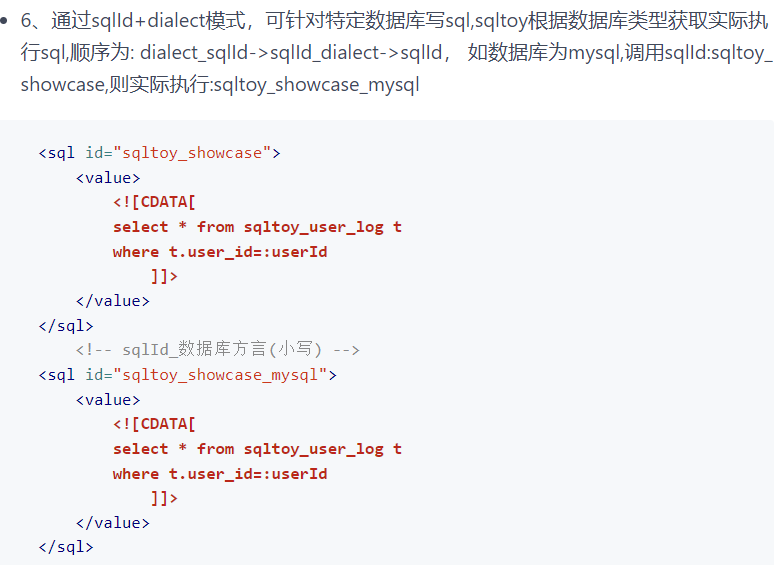 6、通过sqlId+dialect模式，可针对特定数据库写sql,sqltoy根据数据库类型获取实际执
行sql,顺序为: dialect_sqlId->sqlId_dialect->sqlId， 如数据库为mysql,调用sqlId:sqltoy_
showcase,则实际执行:sqltoy_showcase_mysql
<sql id="sqltoy_showcase">
<value>
<![CDATA[
select * from sqltoy_user_log t
where t.user_id=:userId
]]>
</value>
</sql>
<!-- sqlId_数据库方言(小写) -->
<sql id="sqltoy_showcase_mysql">
<value>
<![CDATA[
select * from sqltoy_user_log t
where t.user_id=:userId
]]>
</value>
</sql>